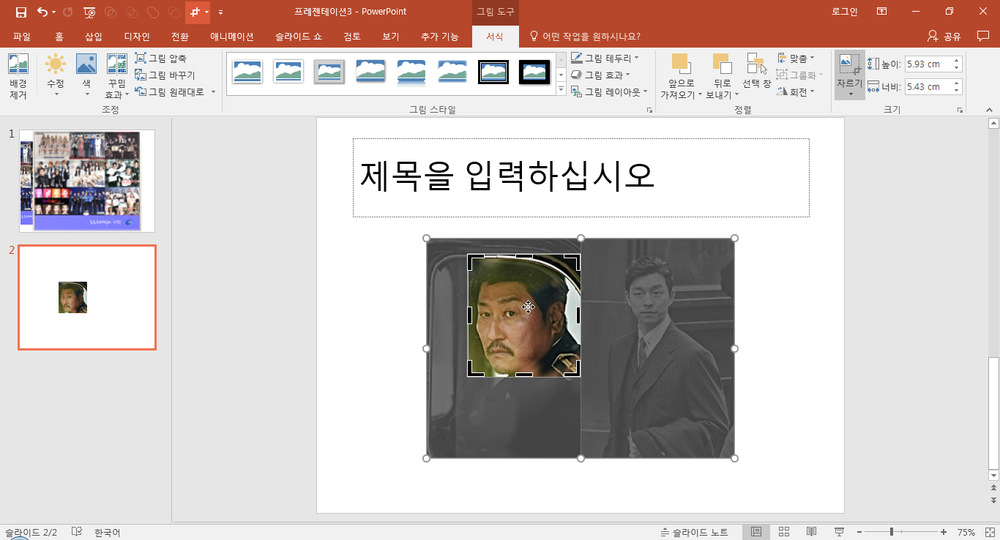 프레젠테이션3 - PowerPoint
그림 도구
로그인
파일 홈 삽입 디자인 전환 애니메이션 슬라이드 쇼 검토 보기 추가 기능 서식 어떤 작업을 원하시나요? 공유
배경 제거
수정
색
꾸밈 효과
그림 압축
그림 바꾸기
그림 원래대로
조정
그림 스타일
그림 테두리
그림 효과
그림 레이아웃
앞으로 가져오기
뒤로 보내기
선택 창
맞춤
그룹화
회전
정렬
자르기
높이: 5.93 cm
너비: 5.43 cm
크기
1
2
제목을 입력하십시오
슬라이드 2/2 한국어 슬라이드 노트 75%